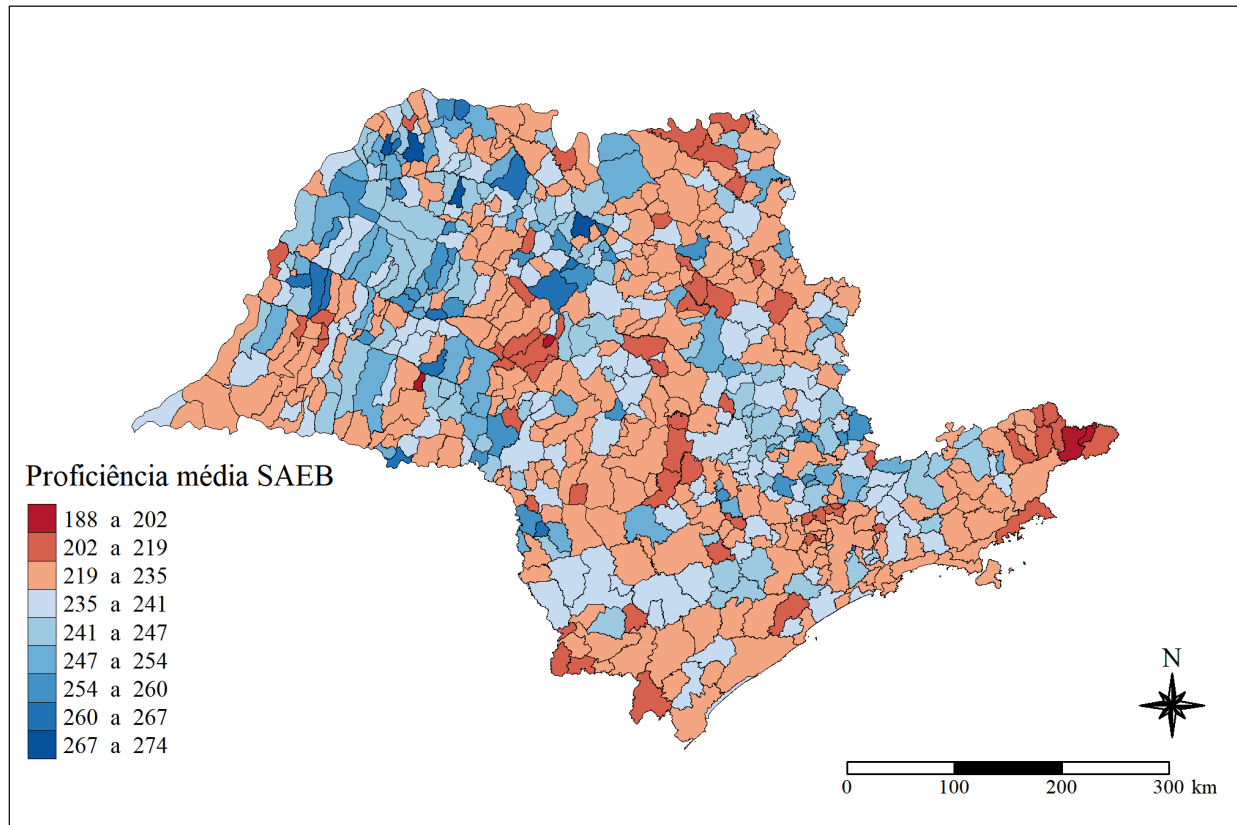 Proficiência média SAEB
188 a 202
202 a 219
219 a 235
235 a 241
241 a 247
247 a 254
254 a 260
260 a 267
267 a 274
N
0 100 200 300 km